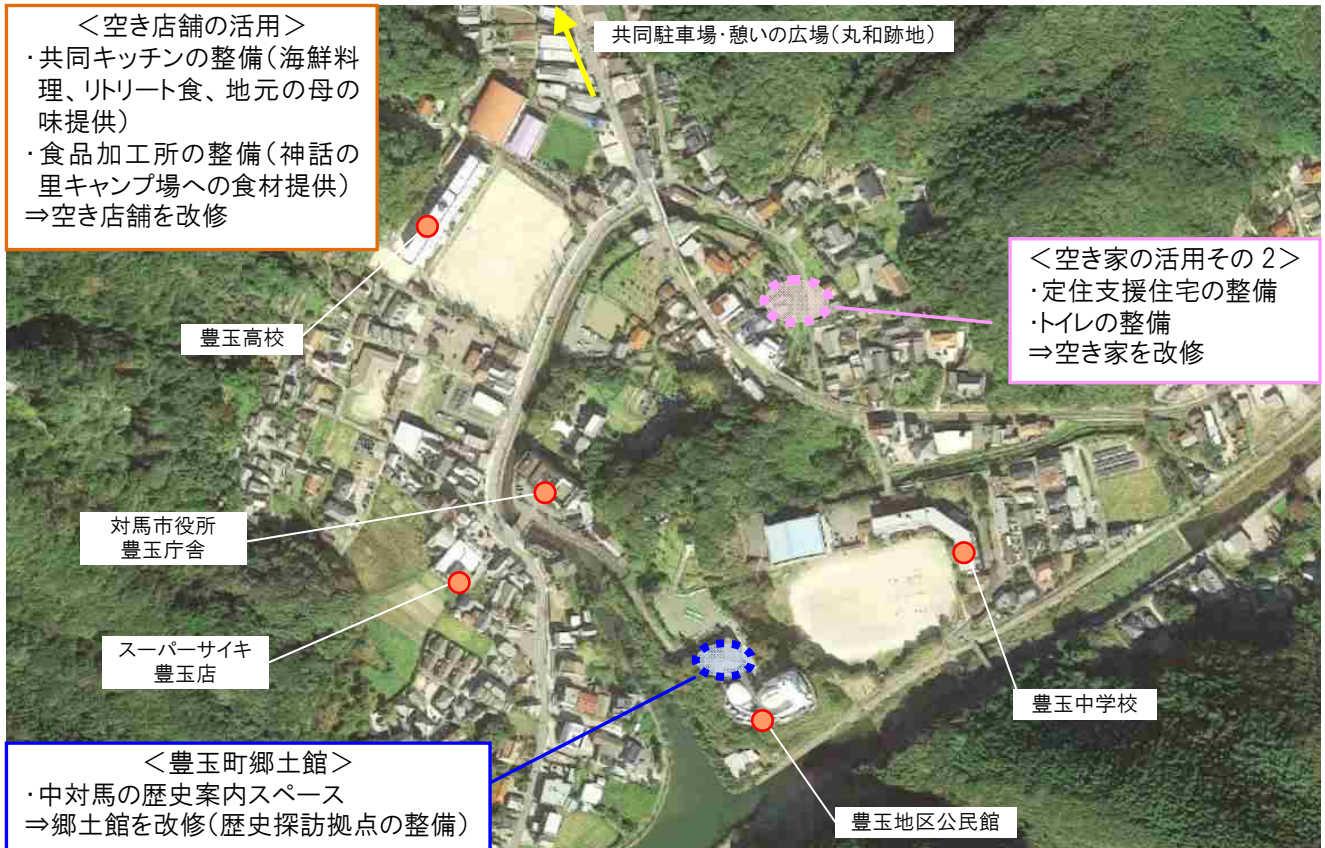 ＜空き店舗の活用＞
・共同キッチンの整備（海鮮料
理、リトリート食、地元の母の
味提供）
・食品加工所の整備（神話の
里キャンプ場への食材提供）
⇒空き店舗を改修
共同駐車場・憩いの広場（丸和跡地）
＜空き家の活用その 2＞
・定住支援住宅の整備
・トイレの整備
⇒空き家を改修
豊玉高校
対馬市役所
豊玉庁舎
スーパーサイキ
豊玉店
豊玉中学校
＜豊玉町郷土館＞
・中対馬の歴史案内スペース
⇒郷土館を改修（歴史探訪拠点の整備）
豊玉地区公民館